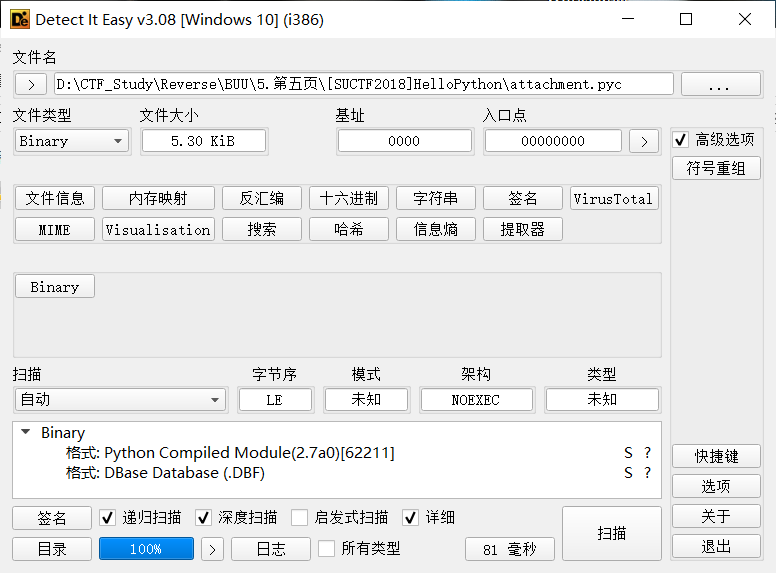 Detect It Easy v3.08 [Windows 10] (i386)
文件名
> D:\CTF_Study\Reverse\BUU\5.第五页\[SUCTF2018]HelloPython\attachment.pyc ...
文件类型 文件大小 基址 入口点
Binary 5.30 KiB 0000 00000000 > 高级选项
符号重组
文件信息 内存映射 反汇编 十六进制 字符串 签名 VirusTotal
MIME Visualisation 搜索 哈希 信息熵 提取器
Binary
扫描 字节序 模式 架构 类型
自动 LE 未知 NOEXEC 未知
Binary
格式: Python Compiled Module(2.7a0)[62211] S ?
格式: DBase Database (.DBF) S ?
快捷键
选项
签名 递归扫描 深度扫描 启发式扫描 详细 扫描 关于
目录 100% > 日志 所有类型 81 毫秒 退出